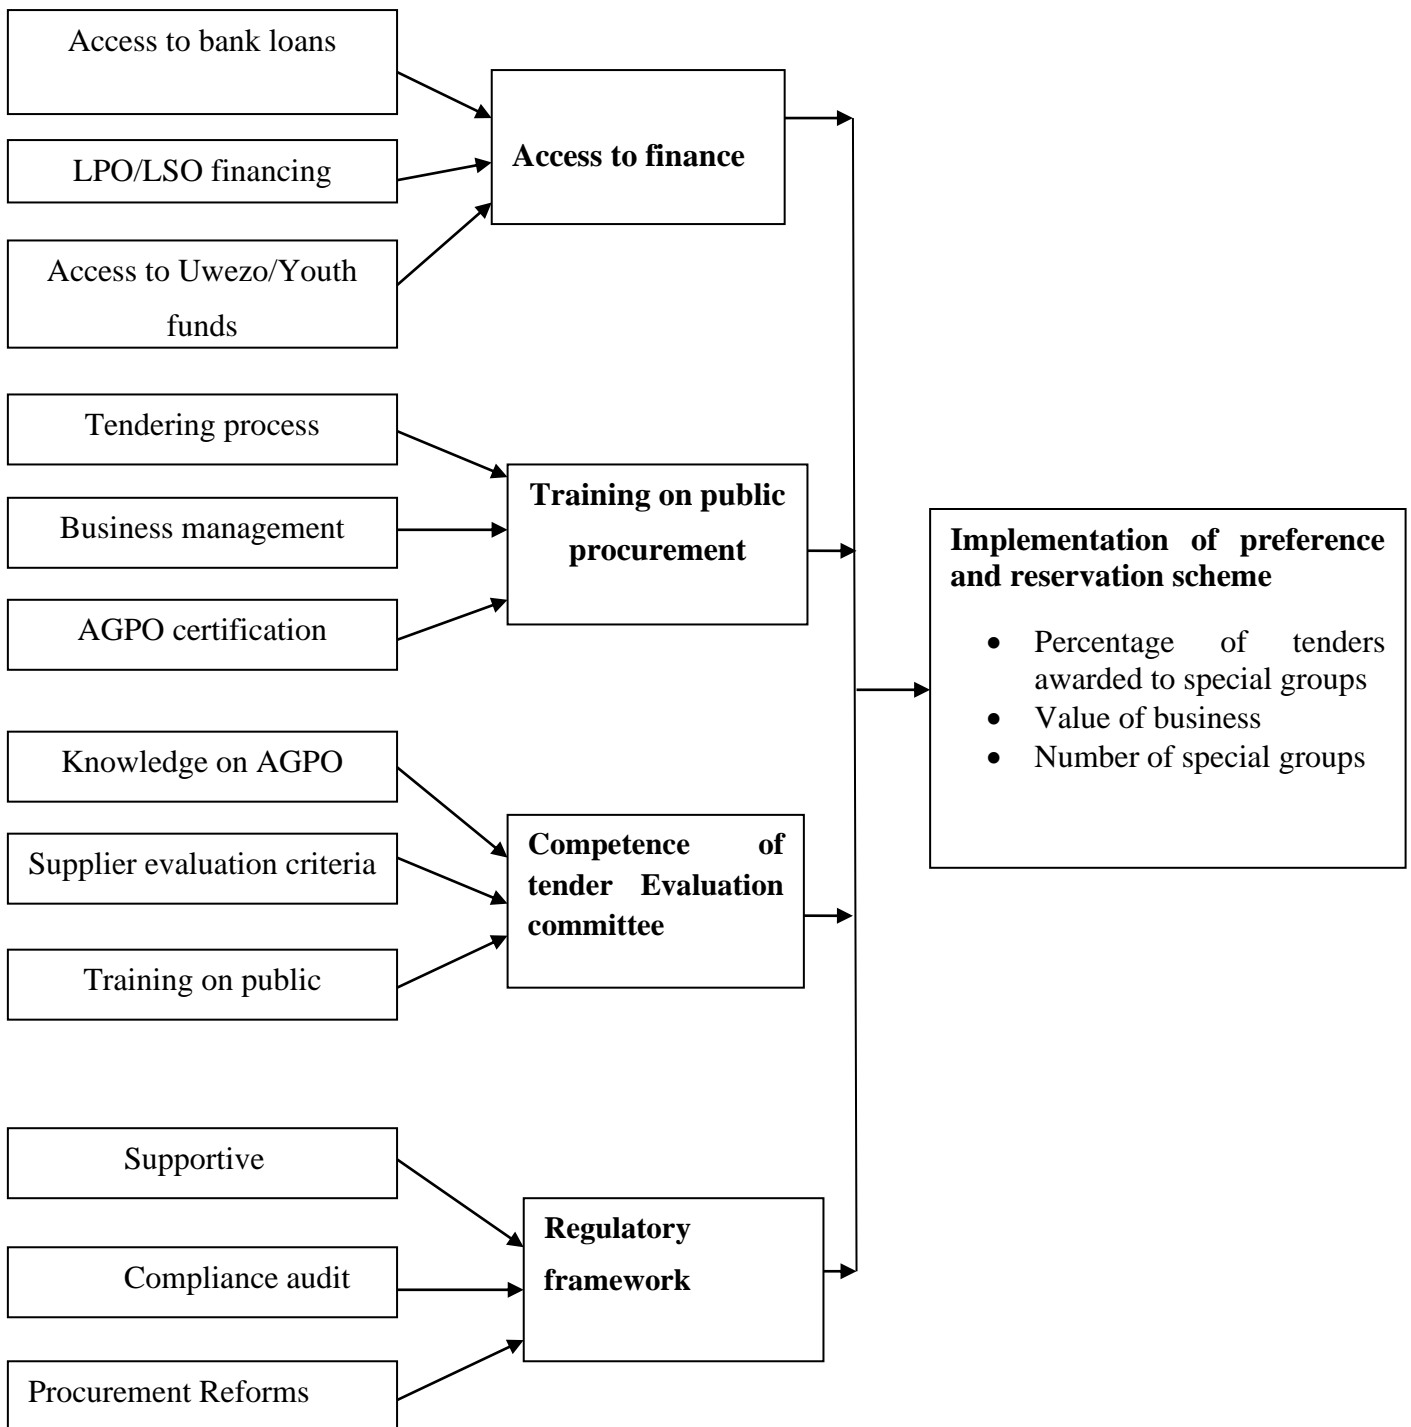 Access to bank loans
LPO/LSO financing
Access to Uwezo/Youth
funds
Access to finance
Tendering process
Business management
AGPO certification
Training on public
procurement
Knowledge on AGPO
Supplier evaluation criteria
Training on public
Competence of
tender Evaluation
committee
Supportive
Compliance audit
Procurement Reforms
Regulatory
framework
Implementation of preference
and reservation scheme
• Percentage of tenders
awarded to special groups
• Value of business
• Number of special groups